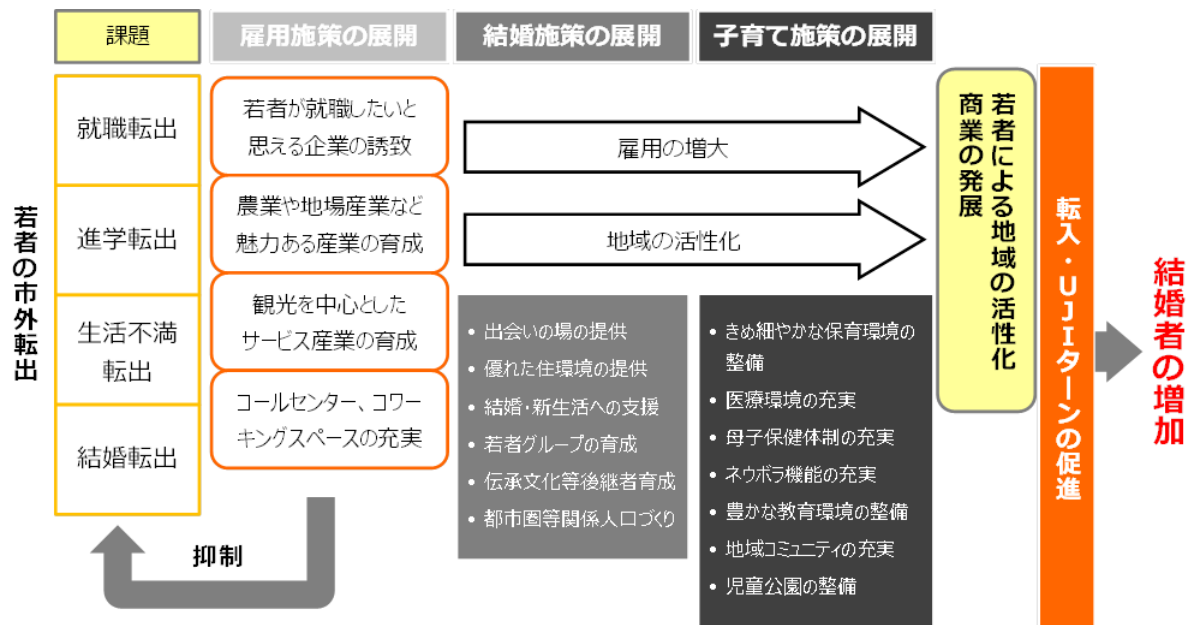 課題
雇用施策の展開
結婚施策の展開
子育て施策の展開
若者の市外転出
就職転出
進学転出
生活不満
転出
結婚転出
若者が就職したいと
思える企業の誘致
農業や地場産業など
魅力ある産業の育成
観光を中心とした
サービス産業の育成
コールセンター、コワー
キングスペースの充実
抑制
雇用の増大
地域の活性化
• 出会いの場の提供
• 優れた住環境の提供
• 結婚・新生活への支援
• 若者グループの育成
• 伝承文化等後継者育成
• 都市圏等関係人口づくり
• きめ細やかな保育環境の
整備
• 医療環境の充実
• 母子保健体制の充実
• ネウボラ機能の充実
• 豊かな教育環境の整備
• 地域コミュニティの充実
• 児童公園の整備
若者による地域の活性化
商業の発展
転入・UJIターンの促進
結婚者の増加